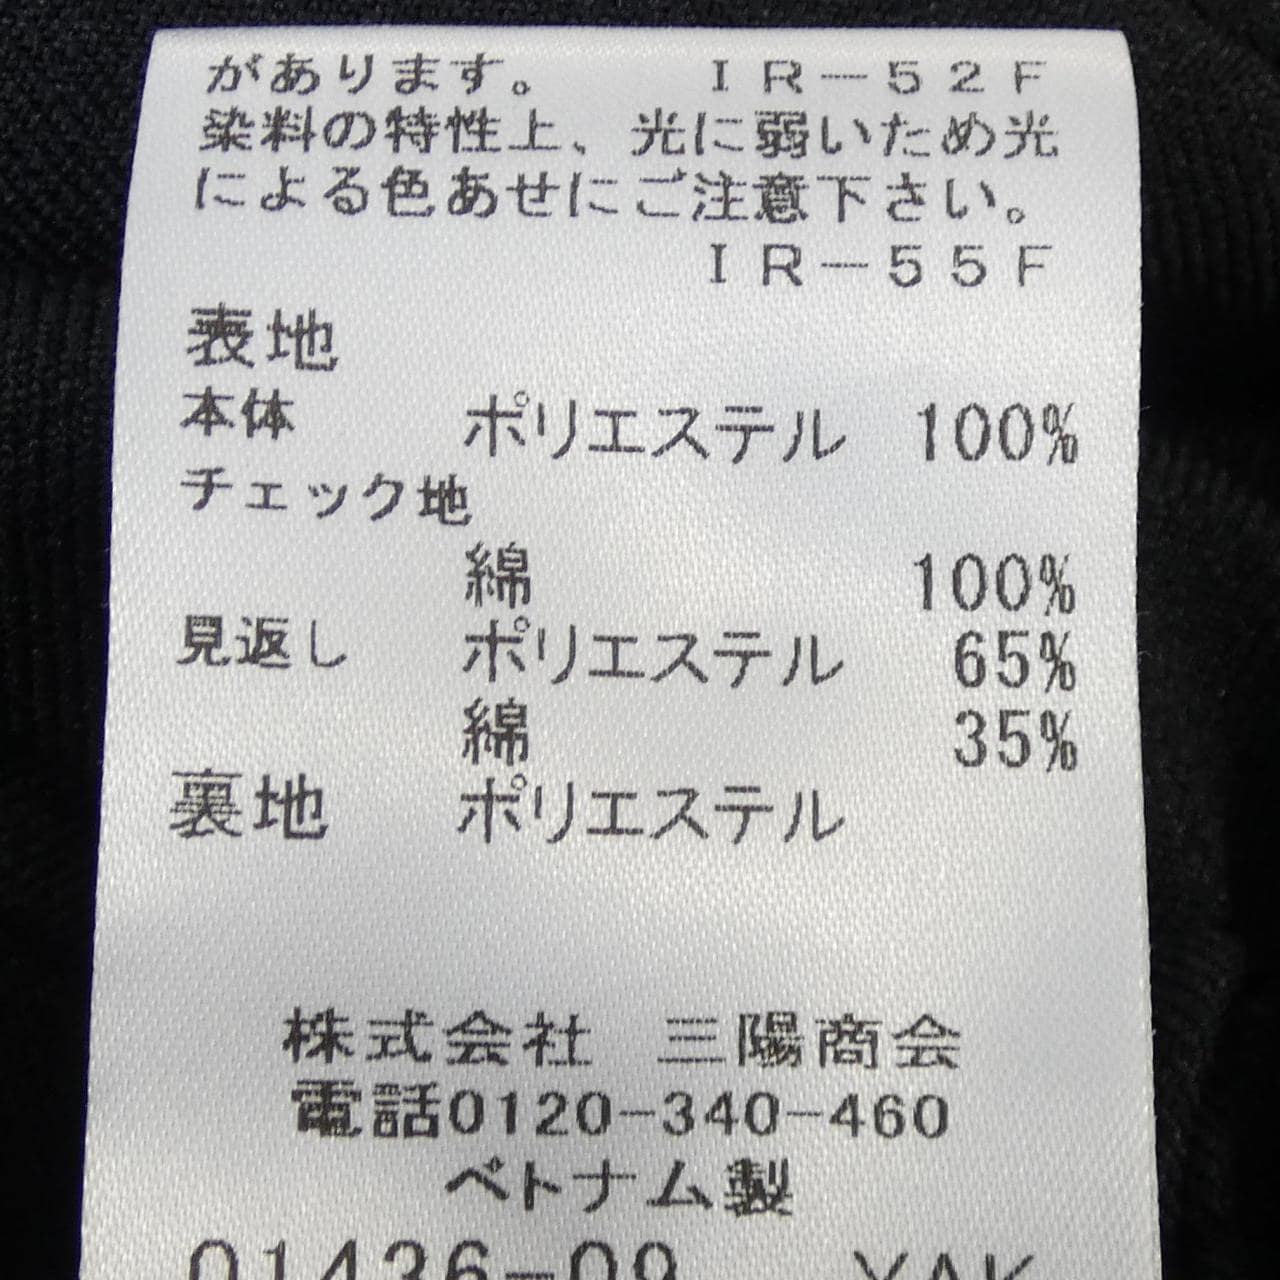 があります。 IR-52F
染料の特性上、光に弱いため光
による色あせにご注意下さい。
IR-55F
表地
本体 ポリエステル 100%
チェック地
綿 100%
見返し ポリエステル 65%
綿 35%
裏地 ポリエステル
株式会社 三陽商会
電話0120-340-460
ベトナム製
01436-09 YAK